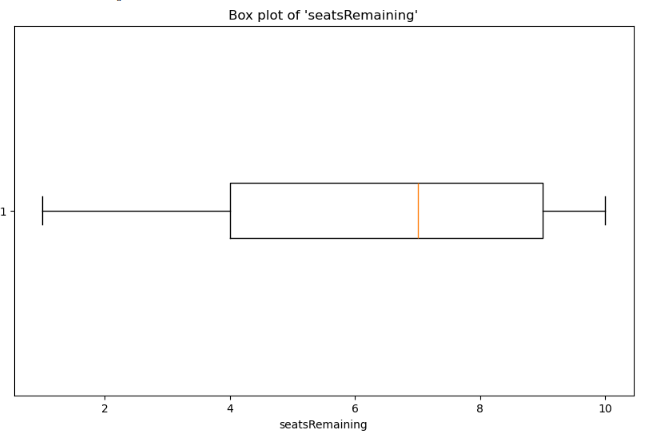 Box plot of 'seatsRemaining'
1
2 4 6 8 10
seatsRemaining